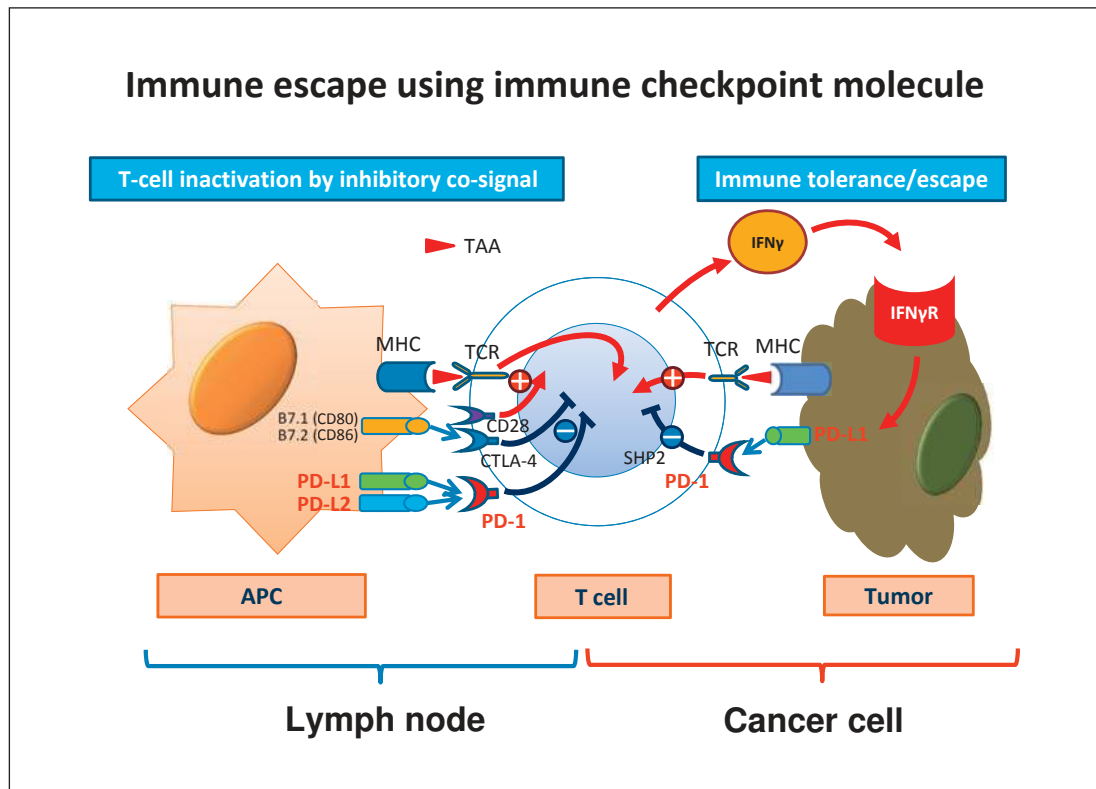 Immune escape using immune checkpoint molecule
T-cell inactivation by inhibitory co-signal
Immune tolerance/escape
TAA
IFNγ
IFNγR
MHC
TCR
TCR
MHC
B7.1 (CD80)
B7.2 (CD86)
CD28
CTLA-4
SHP2
PD-L1
PD-L1
PD-L2
PD-1
PD-1
APC
T cell
Tumor
Lymph node
Cancer cell